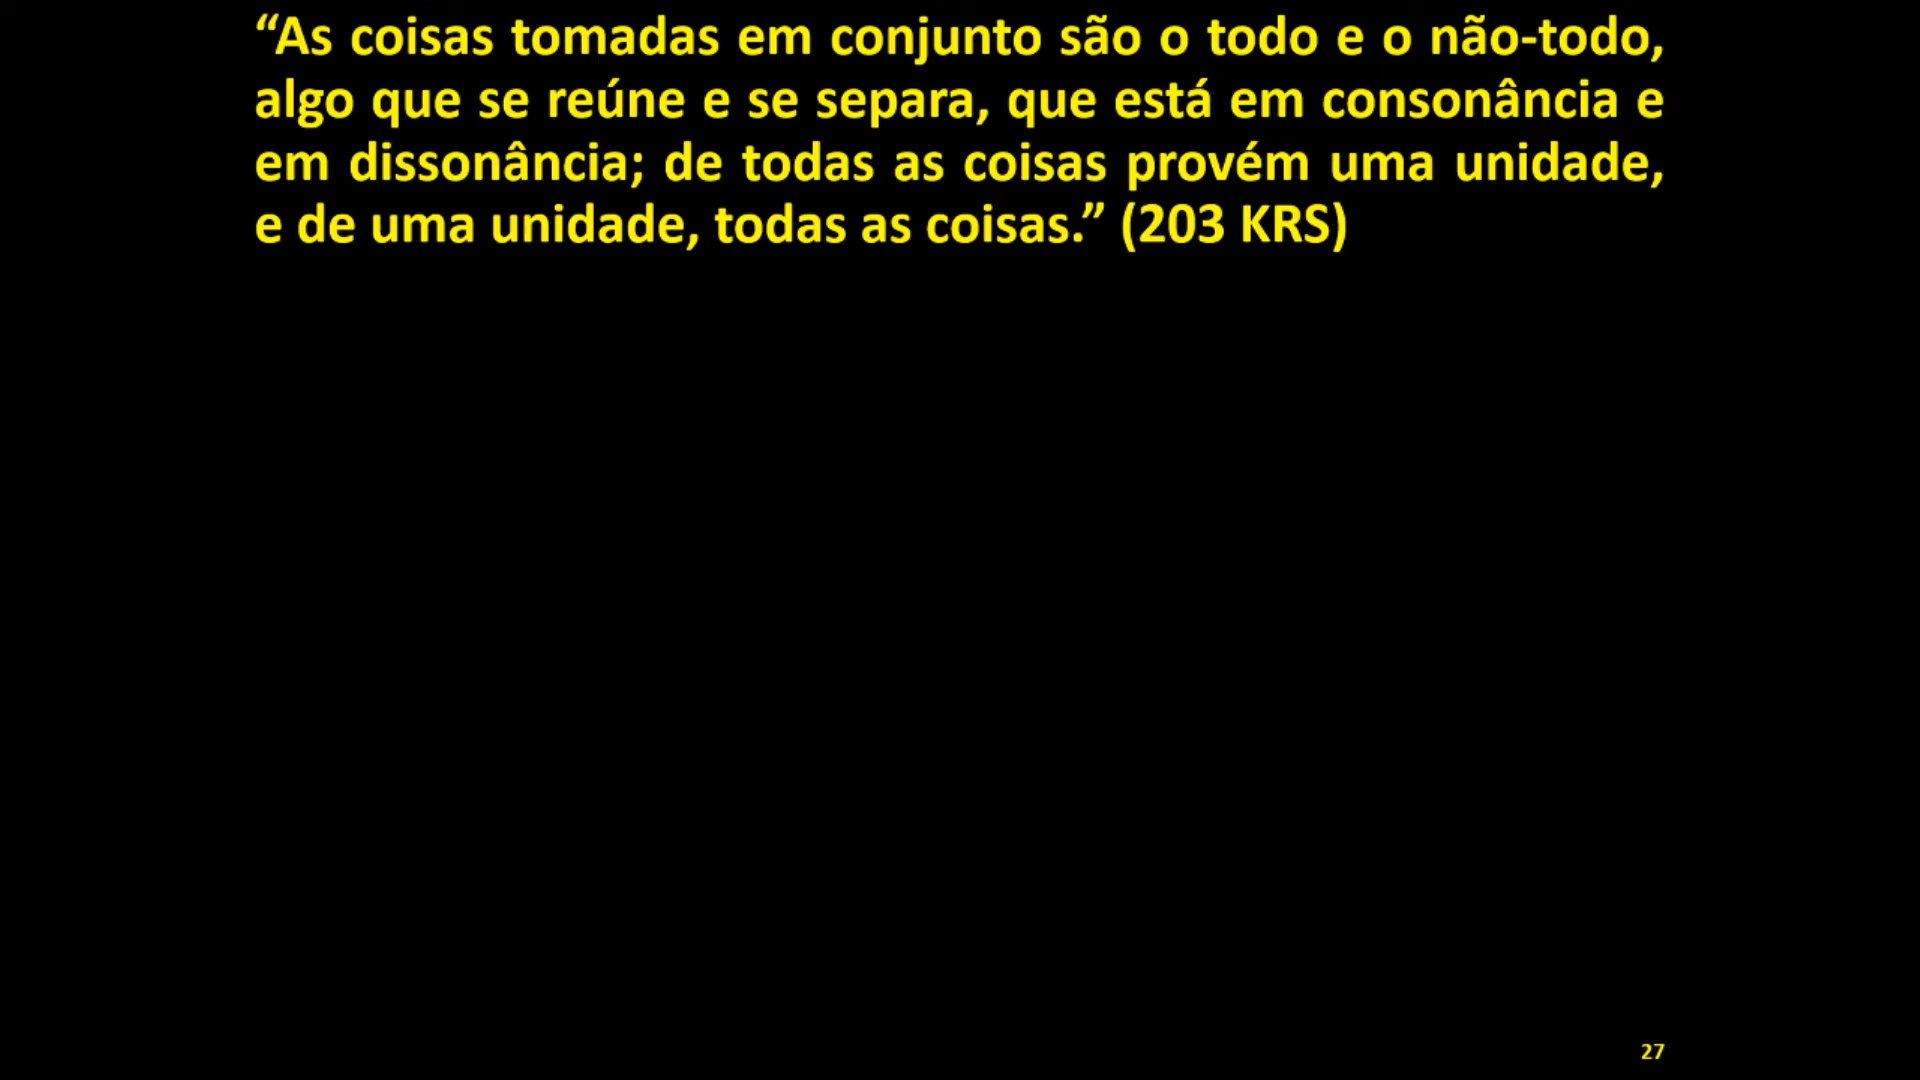 “As coisas tomadas em conjunto são o todo e o não-todo,
algo que se reúne e se separa, que está em consonância e
em dissonância; de todas as coisas provém uma unidade,
e de uma unidade, todas as coisas.” (203 KRS)
27